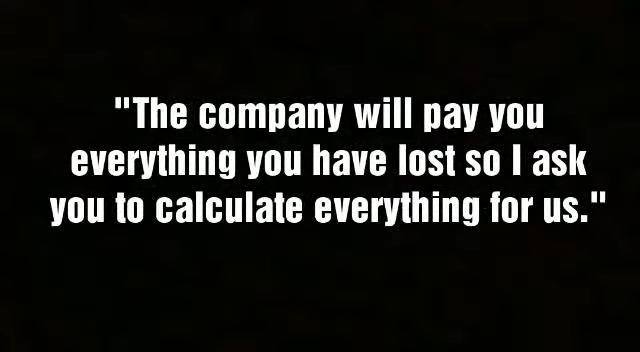 "The company will pay you
everything you have lost so I ask
you to calculate everything for us."